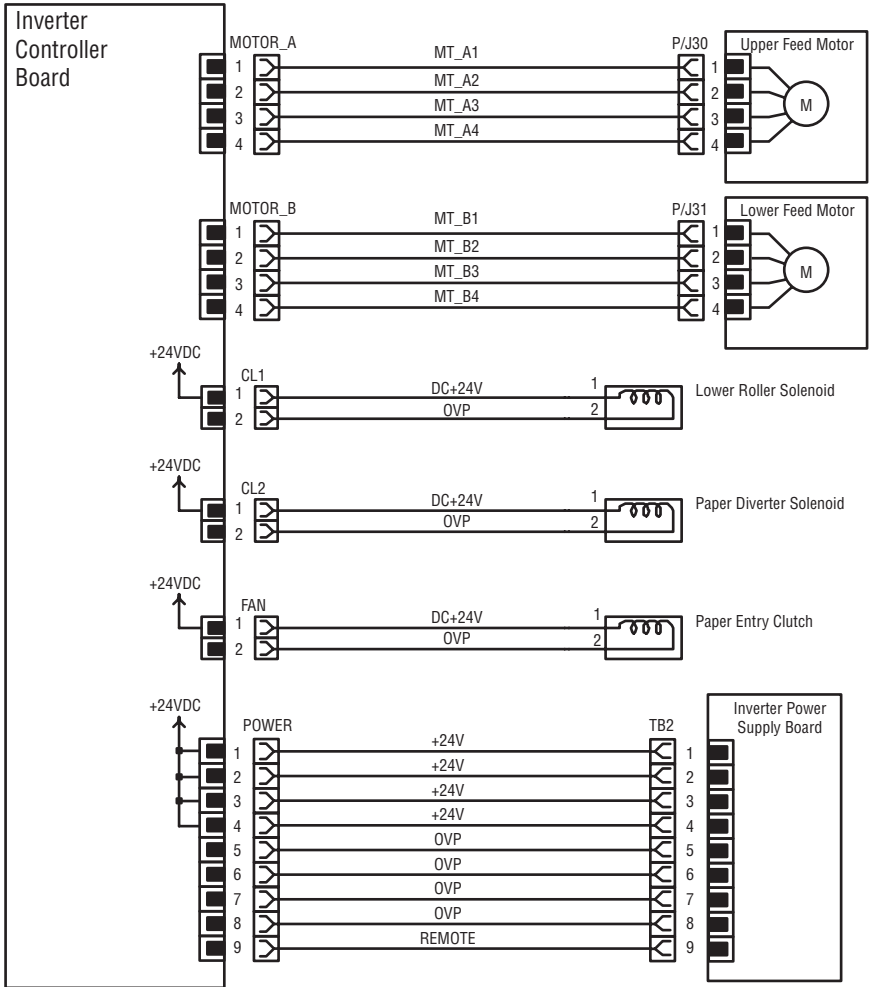 Inverter
Controller
Board
MOTOR_A
P/J30
Upper Feed Motor
1 MT_A1 1
2 MT_A2 2
3 MT_A3 3
4 MT_A4 4
M
MOTOR_B
P/J31
Lower Feed Motor
1 MT_B1 1
2 MT_B2 2
3 MT_B3 3
4 MT_B4 4
M
+24VDC
CL1
1 DC+24V 1
2 OVP 2
Lower Roller Solenoid
+24VDC
CL2
1 DC+24V 1
2 OVP 2
Paper Diverter Solenoid
+24VDC
FAN
1 DC+24V 1
2 OVP 2
Paper Entry Clutch
+24VDC
POWER
TB2
Inverter Power
Supply Board
1 +24V 1
2 +24V 2
3 +24V 3
4 +24V 4
5 OVP 5
6 OVP 6
7 OVP 7
8 OVP 8
9 REMOTE 9